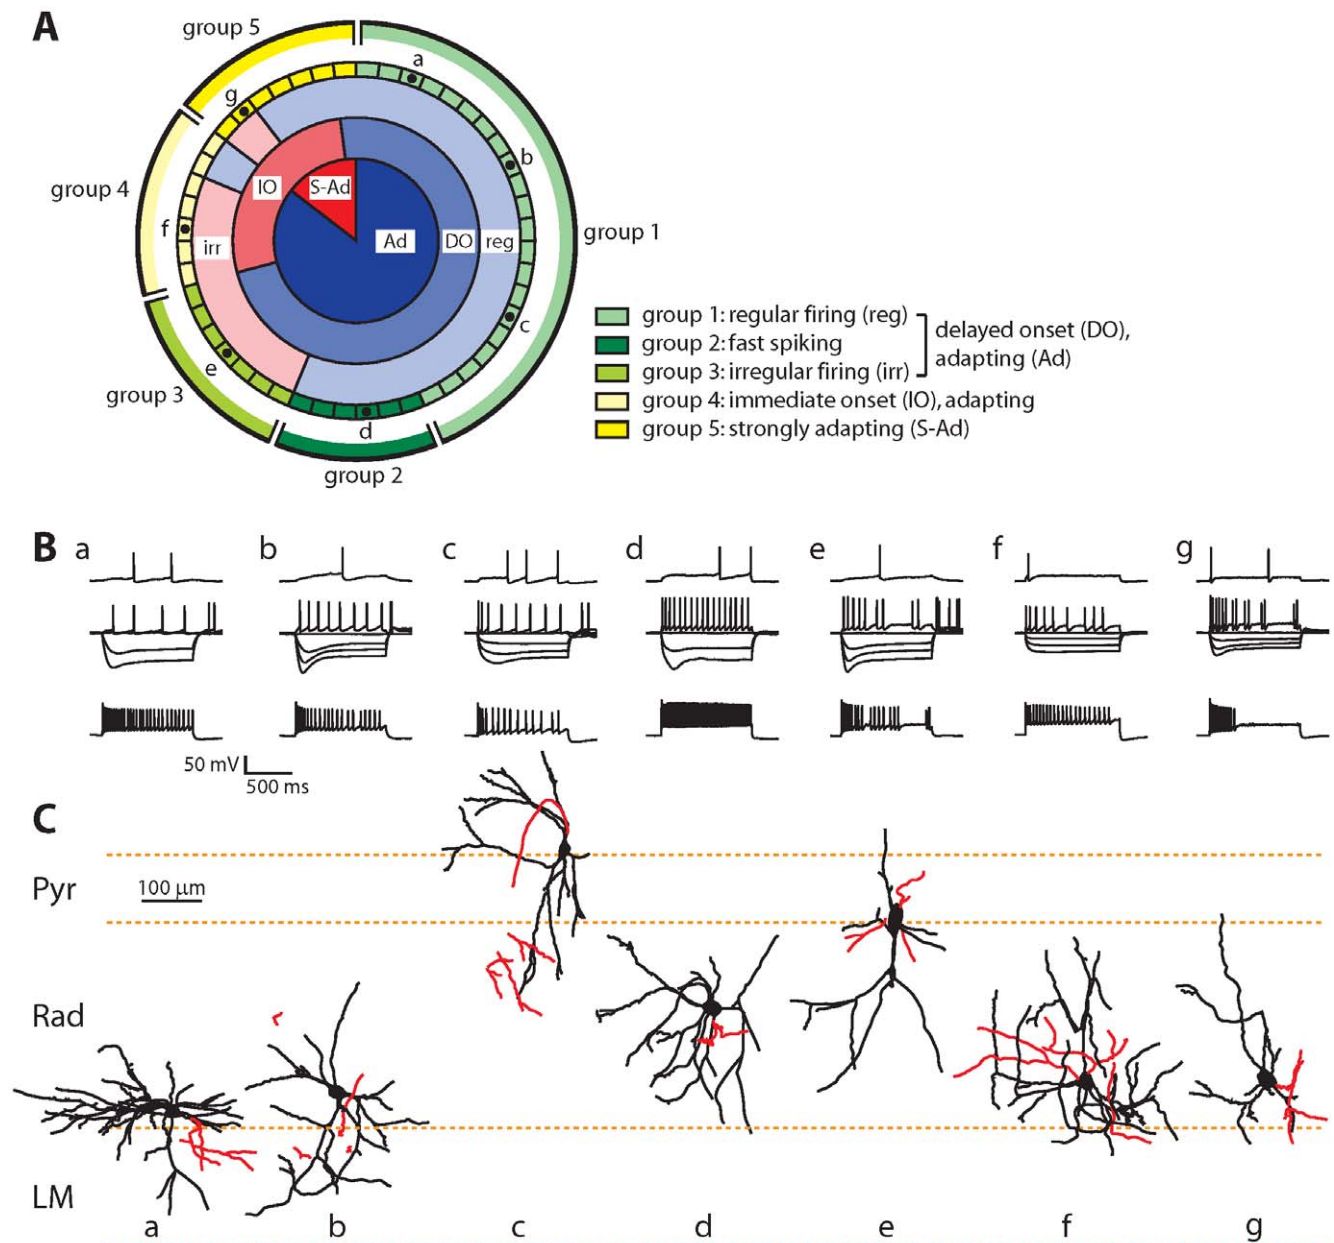 A
group 5
a
g
b
group 4
IO
S-Ad
f
Ad
DO
reg
irr
group 1
c
e
group 3
d
group 2
group 1: regular firing (reg)
group 2: fast spiking
group 3: irregular firing (irr)
delayed onset (DO),
adapting (Ad)
group 4: immediate onset (IO), adapting
group 5: strongly adapting (S-Ad)
B
a b c d e f g
50 mV
500 ms
C
Pyr
100 µm
Rad
LM
a b c d e f g